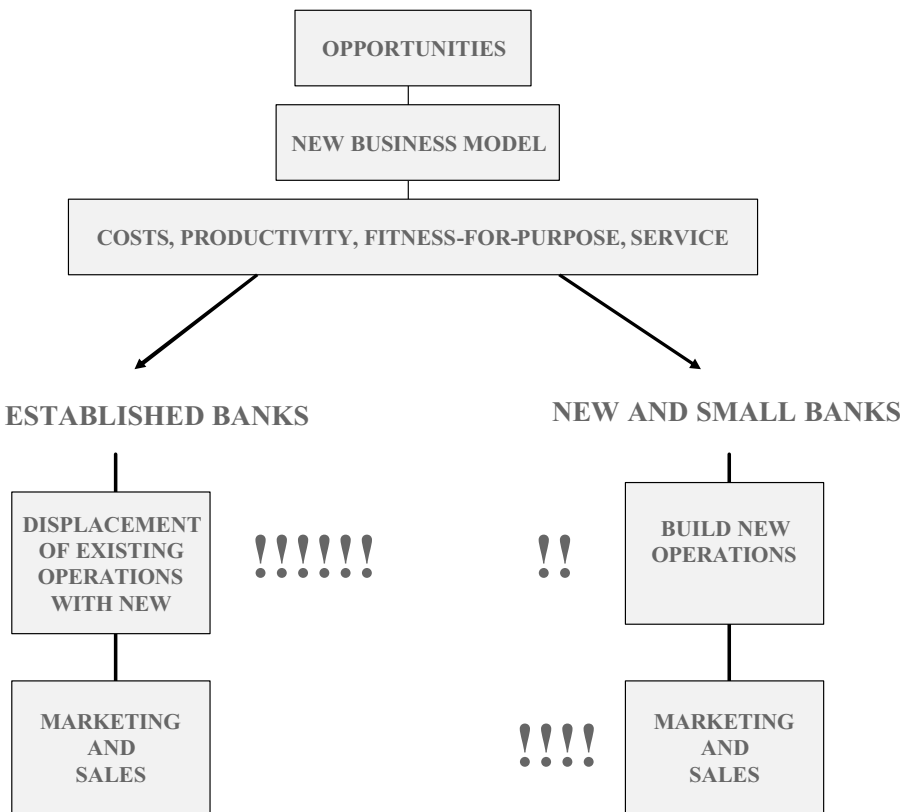 OPPORTUNITIES
NEW BUSINESS MODEL
COSTS, PRODUCTIVITY, FITNESS-FOR-PURPOSE, SERVICE
ESTABLISHED BANKS
NEW AND SMALL BANKS
DISPLACEMENT
OF EXISTING
OPERATIONS
WITH NEW
!!!!!!
!!
BUILD NEW
OPERATIONS
MARKETING
AND
SALES
!!!!
MARKETING
AND
SALES